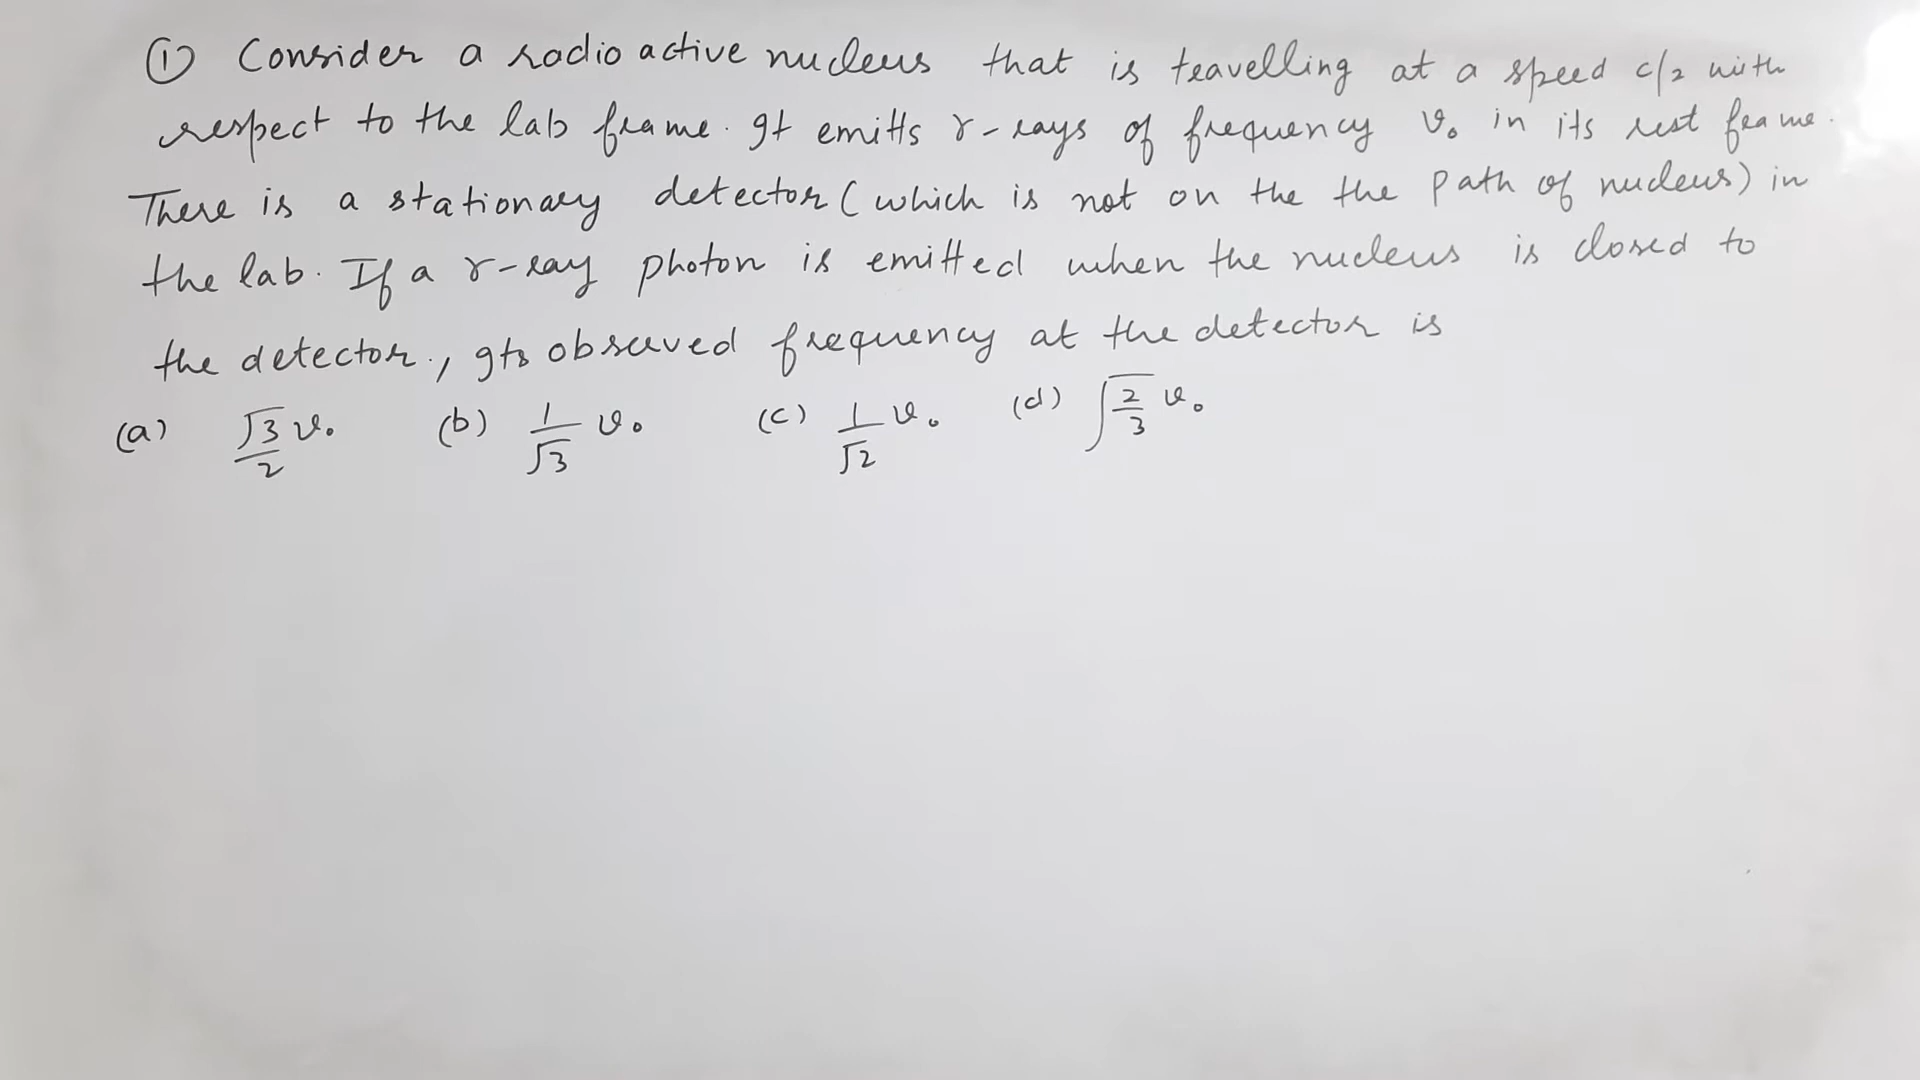 ① Consider a radio active nucleus that is travelling at a speed c/2 with
respect to the lab frame. It emitts γ-rays of frequency ν₀ in its rest frame.
There is a stationary detector (which is not on the the path of nucleus) in
the lab. If a γ-ray photon is emitted when the nucleus is closed to
the detector, Its observed frequency at the detector is
(a) √3/2 ν₀ (b) 1/√3 ν₀ (c) 1/√2 ν₀ (d) √(2/3) ν₀